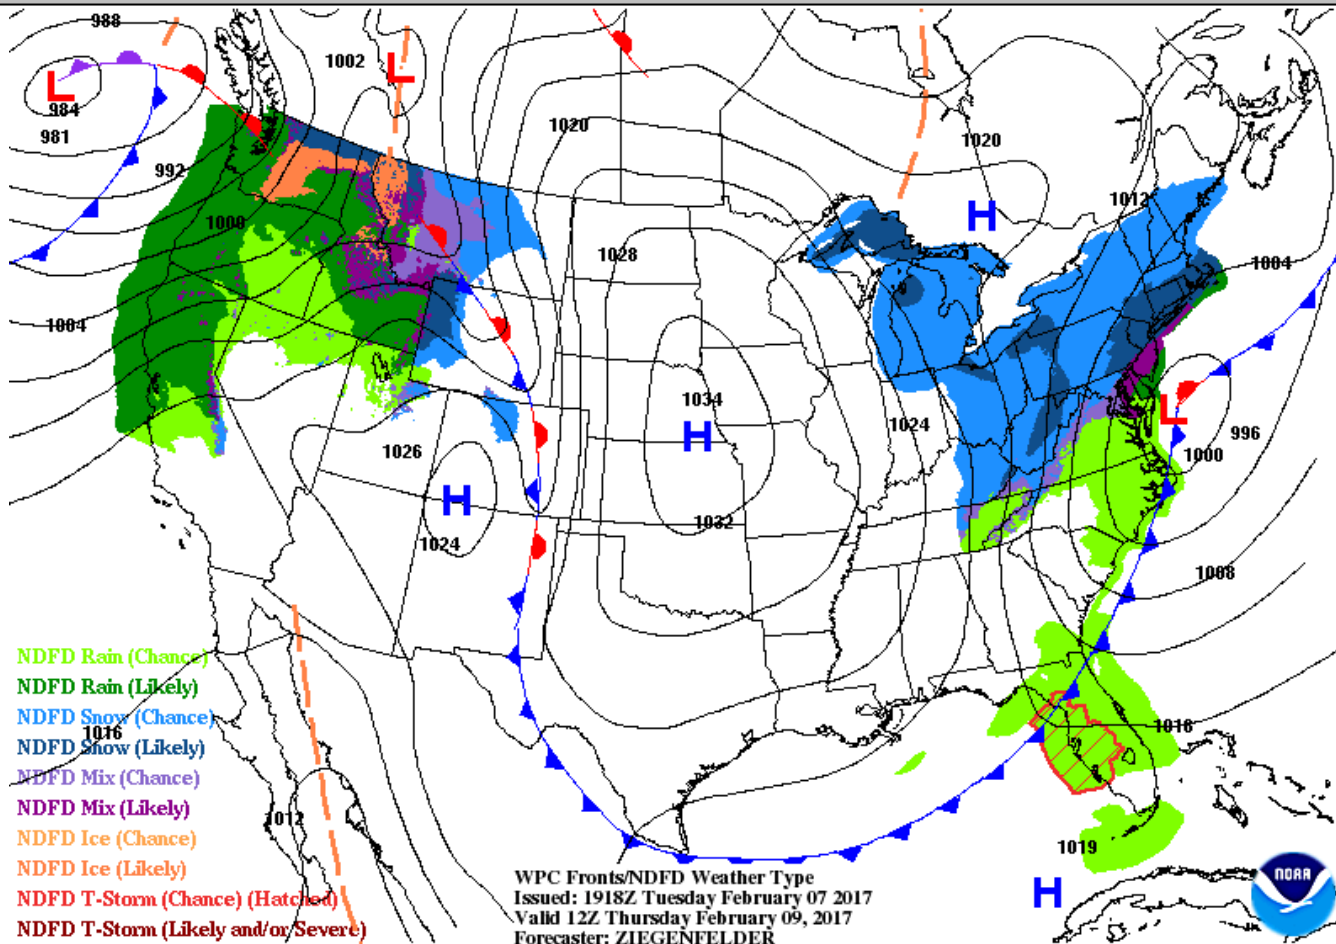 988
L
984
981
1002
L
1020
1020
992
1000
1012
H
1028
1004
1004
1034
H
1024
996
1026
L
1000
H
1024
1032
1008
NDFD Rain (Chance)
NDFD Rain (Likely)
NDFD Snow (Chance)
1016
1016
NDFD Snow (Likely)
NDFD Mix (Chance)
NDFD Mix (Likely)
1012
NDFD Ice (Chance)
NDFD Ice (Likely)
1019
H
NDFD T-Storm (Chance) (Hatched)
NDFD T-Storm (Likely and/or Severe)
WPC Fronts/NDFD Weather Type
Issued: 1918Z Tuesday February 07 2017
Valid 12Z Thursday February 09, 2017
Forecaster: ZIEGENFELDER
NOAA